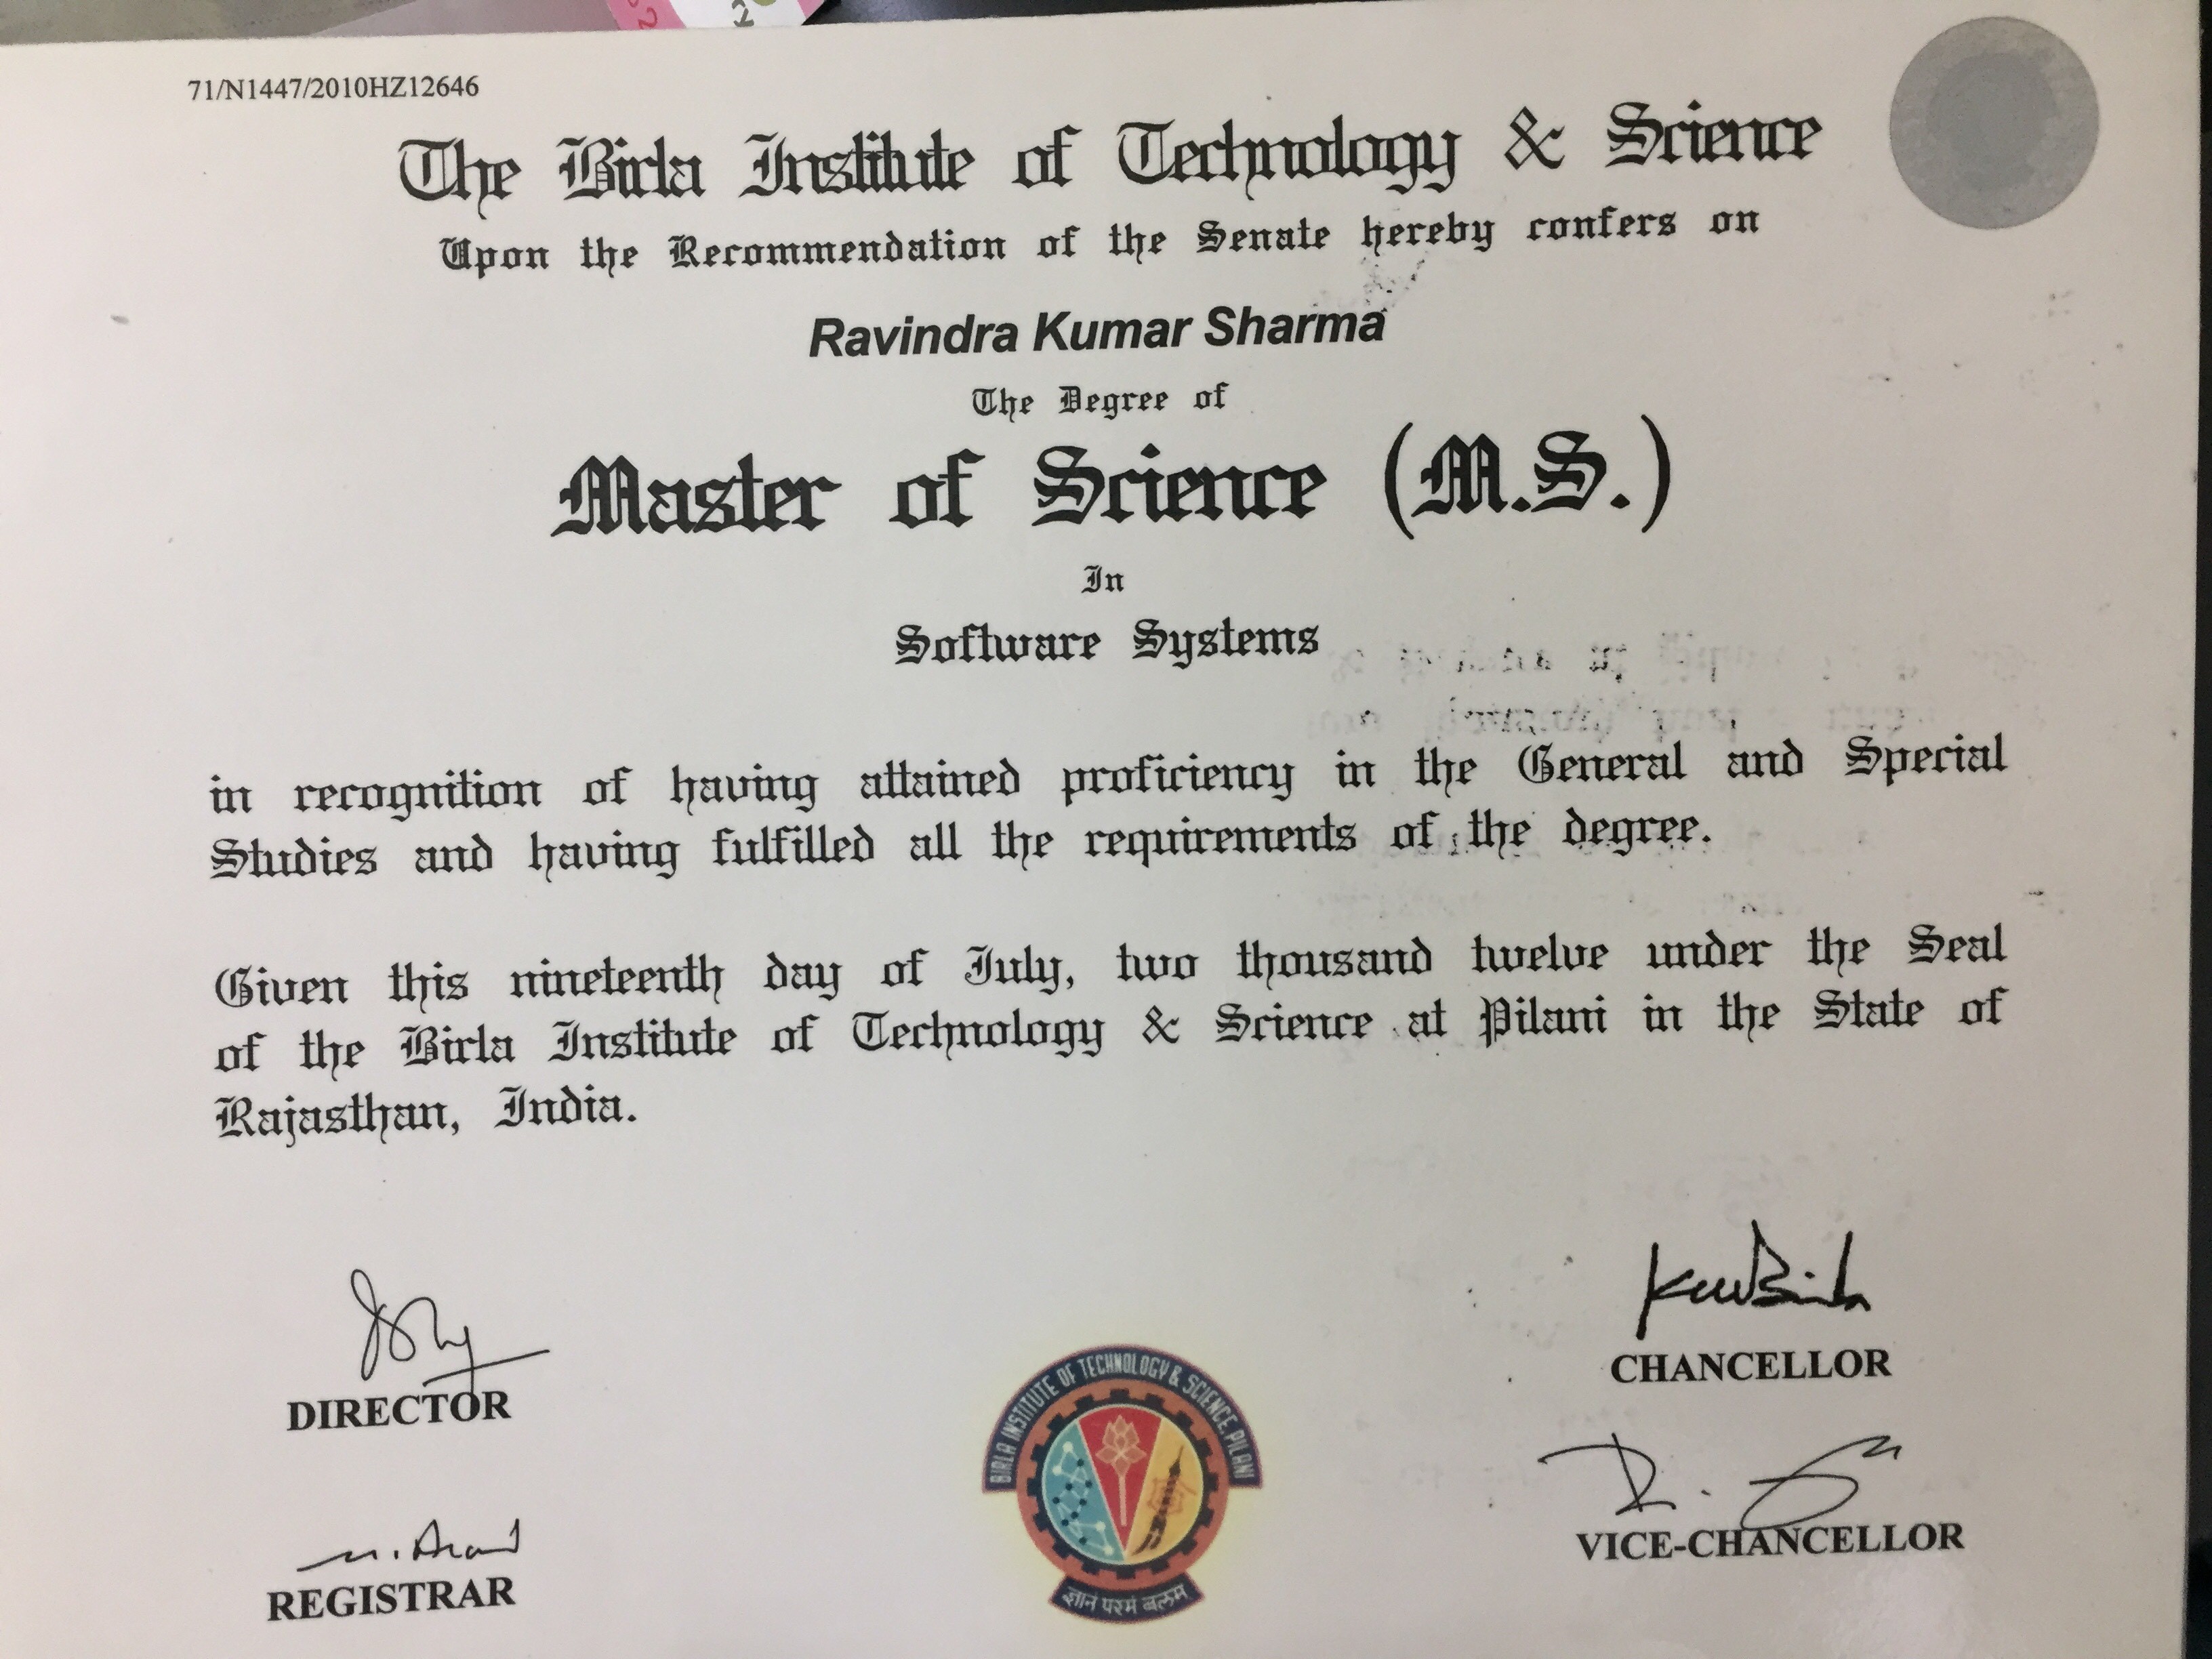 71/N1447/2010HZ12646
The Birla Institute of Technology & Science
Upon the Recommendation of the Senate hereby confers on
Ravindra Kumar Sharma
The Degree of
Master of Science (M.S.)
In
Software Systems
in recognition of having attained proficiency in the General and Special
Studies and having fulfilled all the requirements of the degree.
Given this nineteenth day of July, two thousand twelve under the Seal
of the Birla Institute of Technology & Science at Pilani in the State of
Rajasthan, India.
DIRECTOR
CHANCELLOR
REGISTRAR
VICE-CHANCELLOR
BIRLA INSTITUTE OF TECHNOLOGY & SCIENCE, PILANI
ज्ञानं परमं बलम्